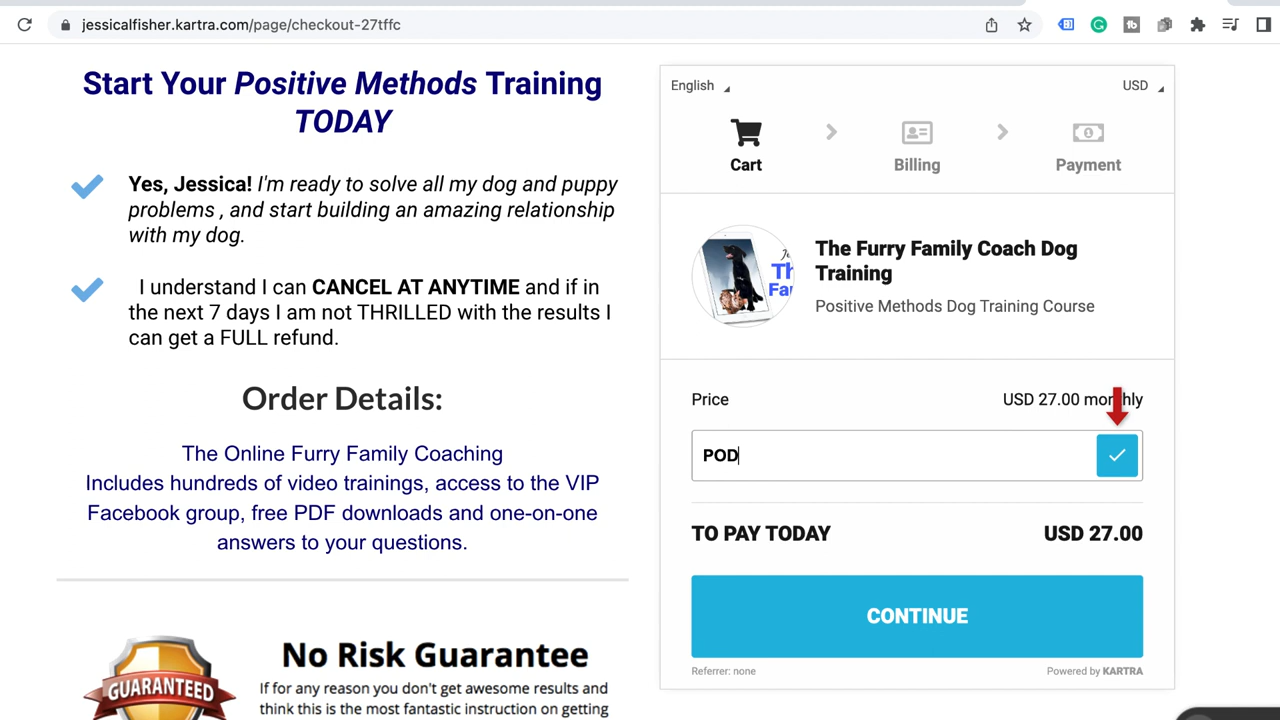 jessicalfisher.kartra.com/page/checkout-27tffc
Start Your Positive Methods Training
TODAY
Yes, Jessica! I'm ready to solve all my dog and puppy
problems , and start building an amazing relationship
with my dog.
I understand I can CANCEL AT ANYTIME and if in
the next 7 days I am not THRILLED with the results I
can get a FULL refund.
Order Details:
The Online Furry Family Coaching
Includes hundreds of video trainings, access to the VIP
Facebook group, free PDF downloads and one-on-one
answers to your questions.
GUARANTEED
No Risk Guarantee
If for any reason you don't get awesome results and
think this is the most fantastic instruction on getting
English
USD
Cart
Billing
Payment
The Furry Family Coach Dog
Training
Positive Methods Dog Training Course
Price
USD 27.00 monthly
POD
TO PAY TODAY
USD 27.00
CONTINUE
Referrer: none
Powered by KARTRA